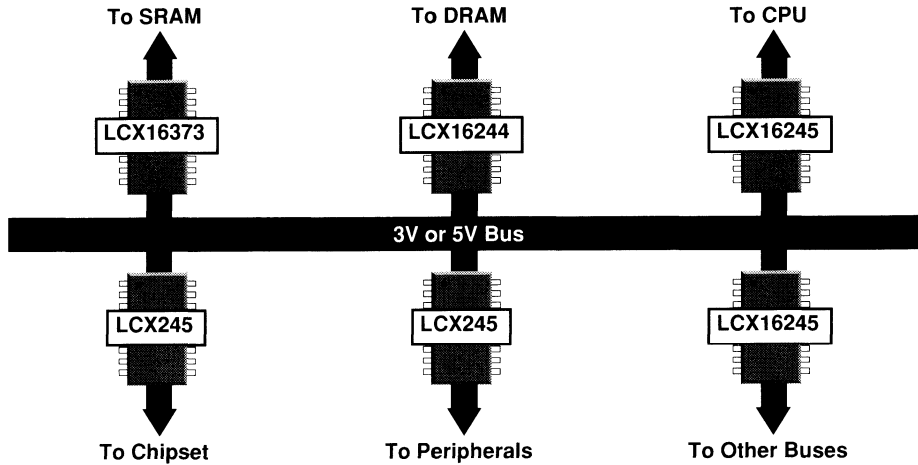 To SRAM
To DRAM
To CPU
LCX16373
LCX16244
LCX16245
3V or 5V Bus
LCX245
LCX245
LCX16245
To Chipset
To Peripherals
To Other Buses